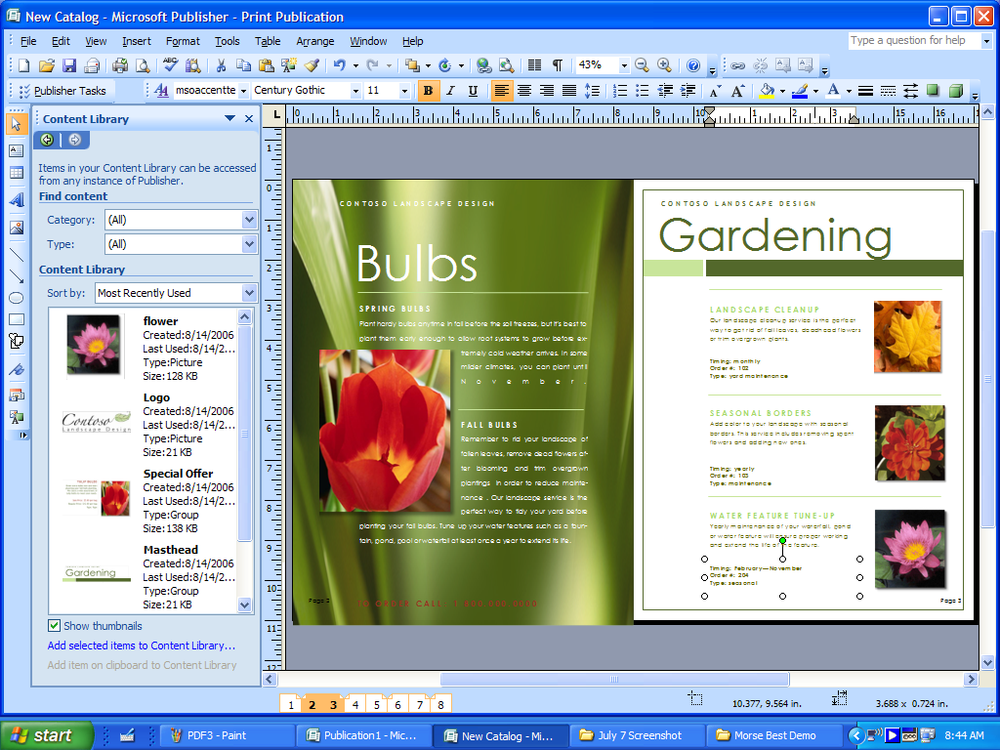 New Catalog - Microsoft Publisher - Print Publication
File Edit View Insert Format Tools Table Arrange Window Help
Type a question for help
43%
Publisher Tasks
msoaccente
Century Gothic
11
B I U
Content Library
Items in your Content Library can be accessed
from any instance of Publisher.
Find content
Category: (All)
Type: (All)
Content Library
Sort by: Most Recently Used
flower
Created:8/14/2006
Last Used:8/14/2...
Type:Picture
Size:128 KB
Contoso
Landscape Design
Logo
Created:8/14/2006
Last Used:8/14/2...
Type:Picture
Size:21 KB
Special Offer
Created:8/14/2006
Last Used:8/14/2...
Type:Group
Size:138 KB
Gardening
Masthead
Created:8/14/2006
Last Used:8/14/2...
Type:Group
Size:21 KB
Show thumbnails
Add selected items to Content Library...
Add item on clipboard to Content Library
CONTOSO LANDSCAPE DESIGN
Bulbs
SPRING BULBS
Plant hardy bulbs anytime in fall before the soil freezes, but it's best to
plant them early enough to allow root systems to grow before ex-
tremely cold weather arrives. In some
milder climates, you can plant until
November.
FALL BULBS
Remember to rid your landscape of
fallen leaves, remove dead flowers af-
ter blooming and trim overgrown
plantings in order to reduce mainte-
nance . Our landscape service is the
perfect way to tidy your yard before
planting your fall bulbs. Tune up your water features such as a foun-
tain, pond, pool or waterfall at least once a year to extend its life.
Page 2
TO ORDER CALL: 1-800-000-0000
CONTOSO LANDSCAPE DESIGN
Gardening
LANDSCAPE CLEANUP
Our landscape cleanup service is the perfect
way to get rid of fall leaves, deadhead flowers
or trim overgrown plants.
Timing: monthly
Order #: 102
Type: yard maintenance
SEASONAL BORDERS
Add color to your landscape with seasonal
borders. This service includes removing spent
flowers and adding new ones.
Timing: yearly
Order #: 103
Type: maintenance
WATER FEATURE TUNE-UP
Yearly maintenance of your waterfall, pond
or water feature will ensure proper working
and extend the life of the feature.
Timing: February—November
Order #: 204
Type: seasonal
Page 3
1 2 3 4 5 6 7 8
10.377, 9.564 in.
3.688 x 0.724 in.
start
PDF3 - Paint
Publication1 - Mic...
New Catalog - Mi...
July 7 Screenshot
Morse Best Demo
8:44 AM